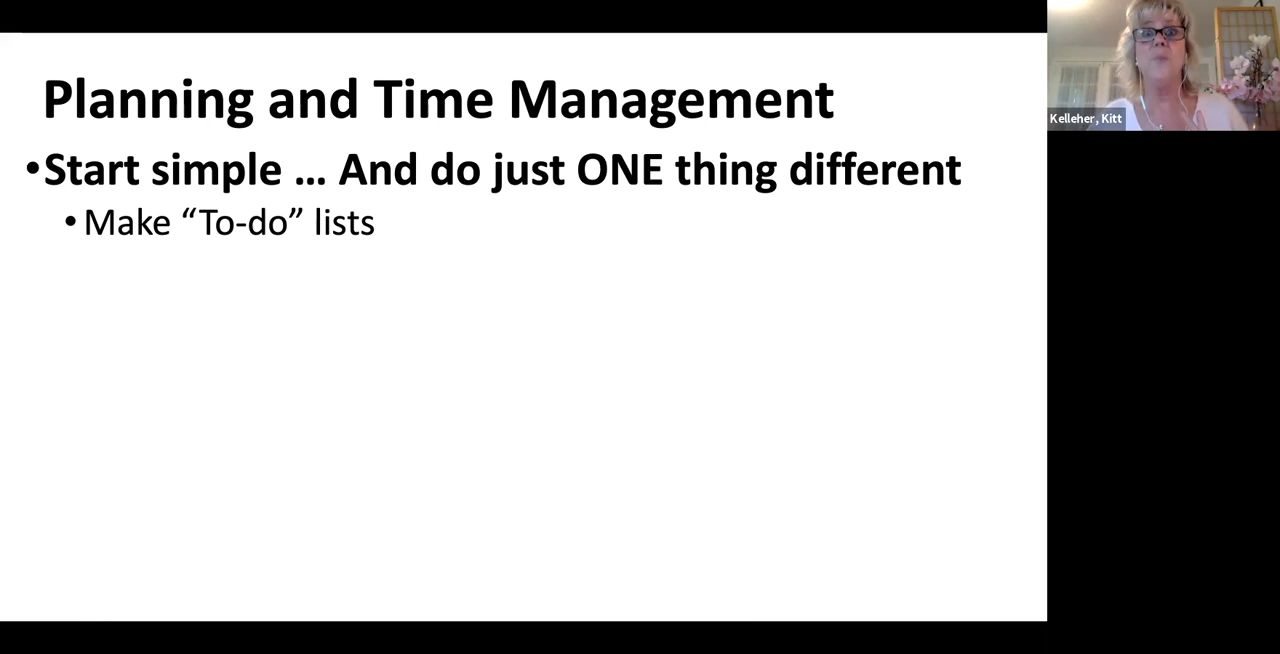 Planning and Time Management
•Start simple … And do just ONE thing different
• Make “To-do” lists
Kelleher, Kitt